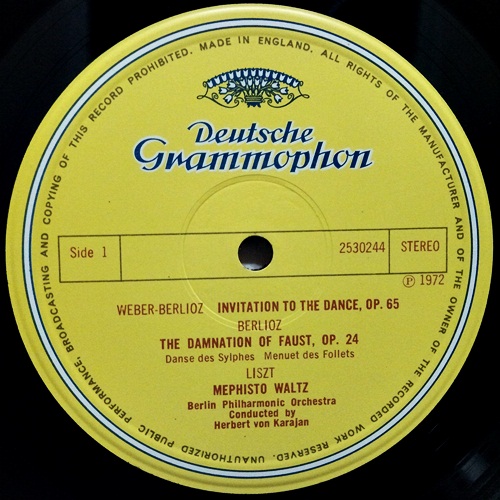 MADE IN ENGLAND. ALL RIGHTS OF THE MANUFACTURER AND OF THE OWNER OF THE RECORDED WORK RESERVED. UNAUTHORIZED PUBLIC PERFORMANCE, BROADCASTING AND COPYING OF THIS RECORD PROHIBITED.
Deutsche
Grammophon
Side 1 2530244 STEREO
Ⓟ 1972
WEBER-BERLIOZ INVITATION TO THE DANCE, OP. 65
BERLIOZ
THE DAMNATION OF FAUST, OP. 24
Danse des Sylphes Menuet des Follets
LISZT
MEPHISTO WALTZ
Berlin Philharmonic Orchestra
Conducted by
Herbert von Karajan